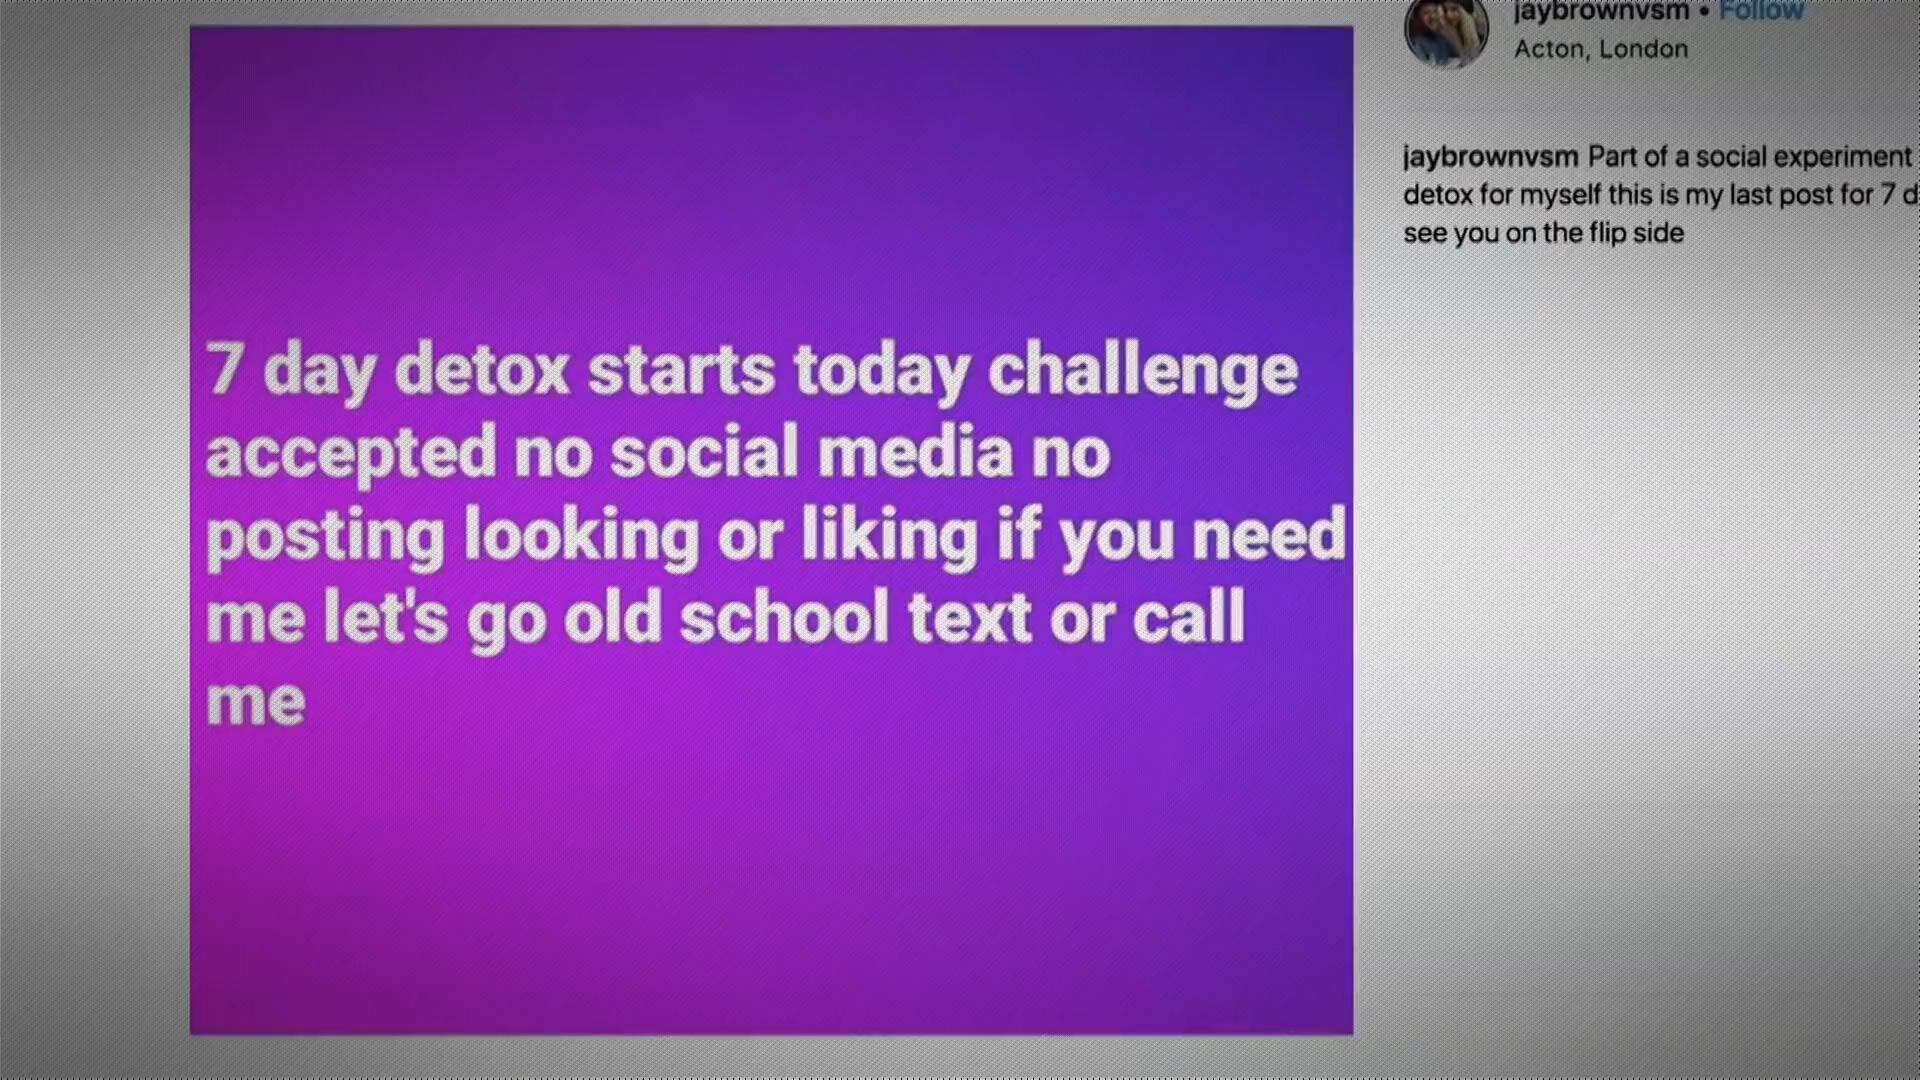 7 day detox starts today challenge
accepted no social media no
posting looking or liking if you need
me let's go old school text or call
me
jaybrownvsm • Follow
Acton, London
jaybrownvsm Part of a social experiment
detox for myself this is my last post for 7 d
see you on the flip side